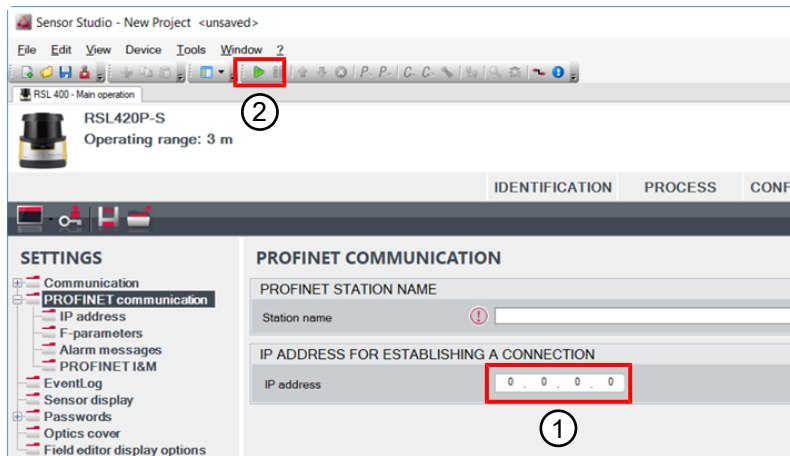 Sensor Studio - New Project <unsaved>
File Edit View Device Tools Window ?
P- P- C- C-
RSL 400 - Main operation
2
RSL420P-S
Operating range: 3 m
IDENTIFICATION PROCESS CONF
SETTINGS
Communication
PROFINET communication
IP address
F-parameters
Alarm messages
PROFINET I&M
EventLog
Sensor display
Passwords
Optics cover
Field editor display options
PROFINET COMMUNICATION
PROFINET STATION NAME
Station name
IP ADDRESS FOR ESTABLISHING A CONNECTION
IP address 0 . 0 . 0 . 0
1